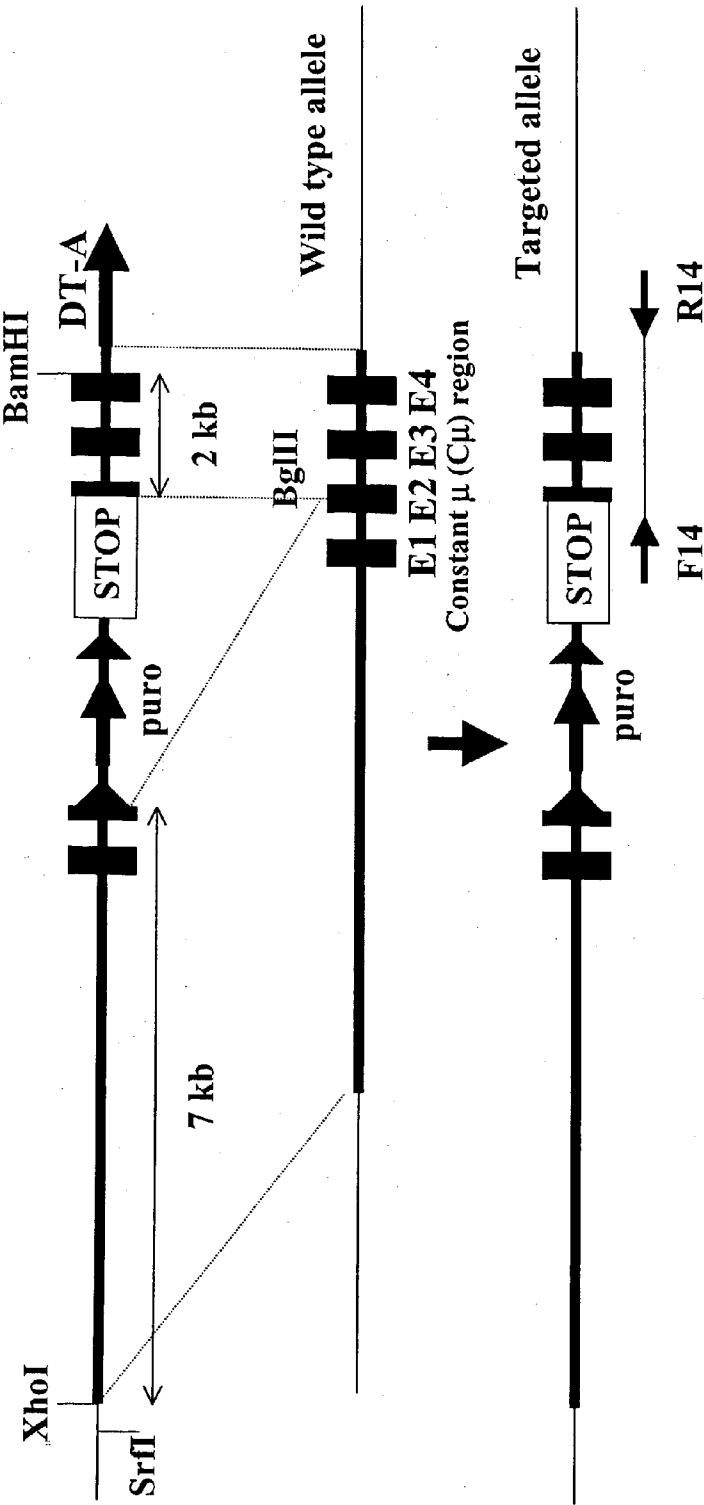 BamHI
XhoI
DT-A
STOP
puro
SrfI
2 kb
7 kb
Wild type allele
BglII
E1 E2 E3 E4
Constant μ (Cμ) region
Targeted allele
STOP
puro
F14
R14